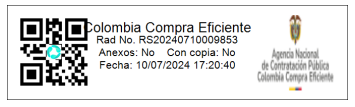 Colombia Compra Eficiente
Rad No. RS20240710009853
Anexos: No Con copia: No
Fecha: 10/07/2024 17:20:40
Agencia Nacional
de Contratación Pública
Colombia Compra Eficiente